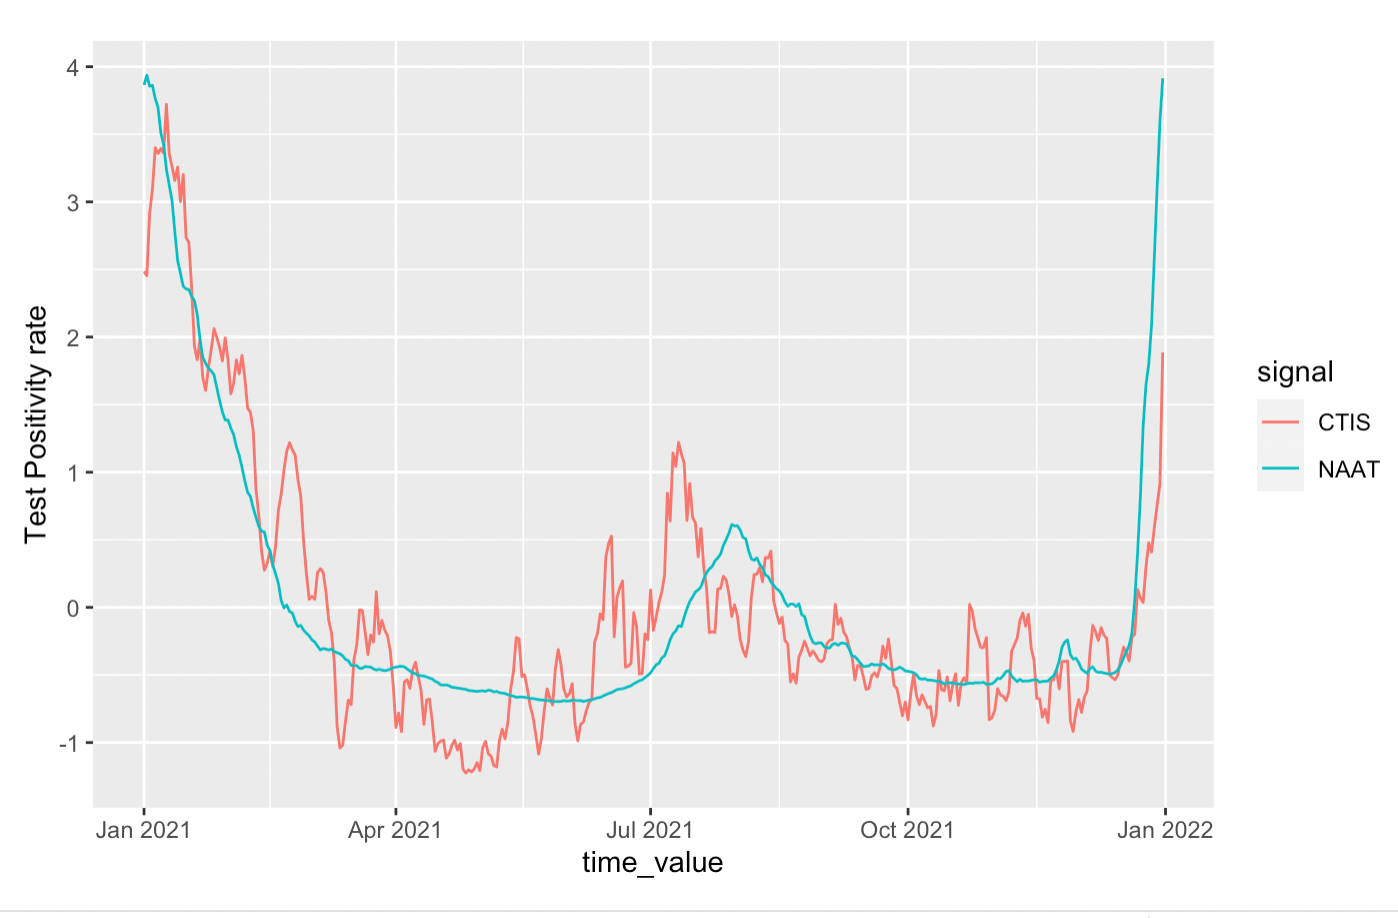 Test Positivity rate
4
3
2
1
0
-1
Jan 2021
Apr 2021
Jul 2021
Oct 2021
Jan 2022
time_value
signal
CTIS
NAAT